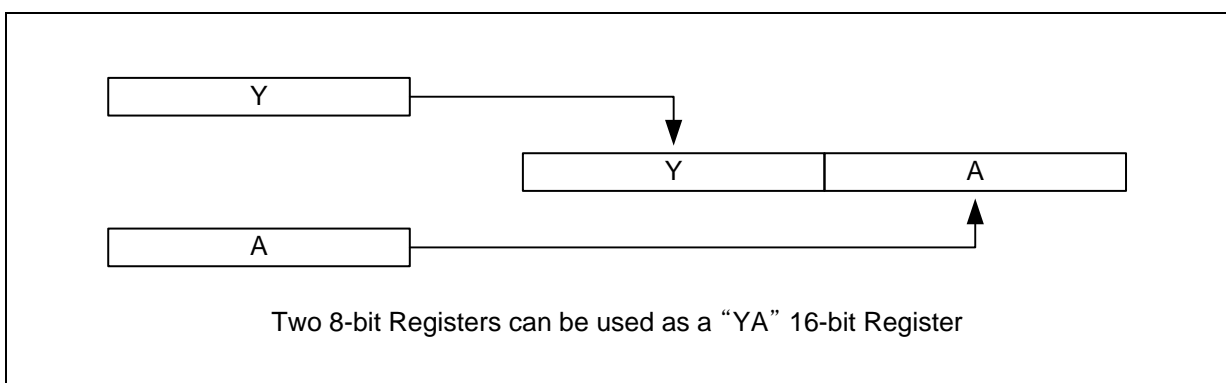 Y
Y A
A
Two 8-bit Registers can be used as a “YA” 16-bit Register